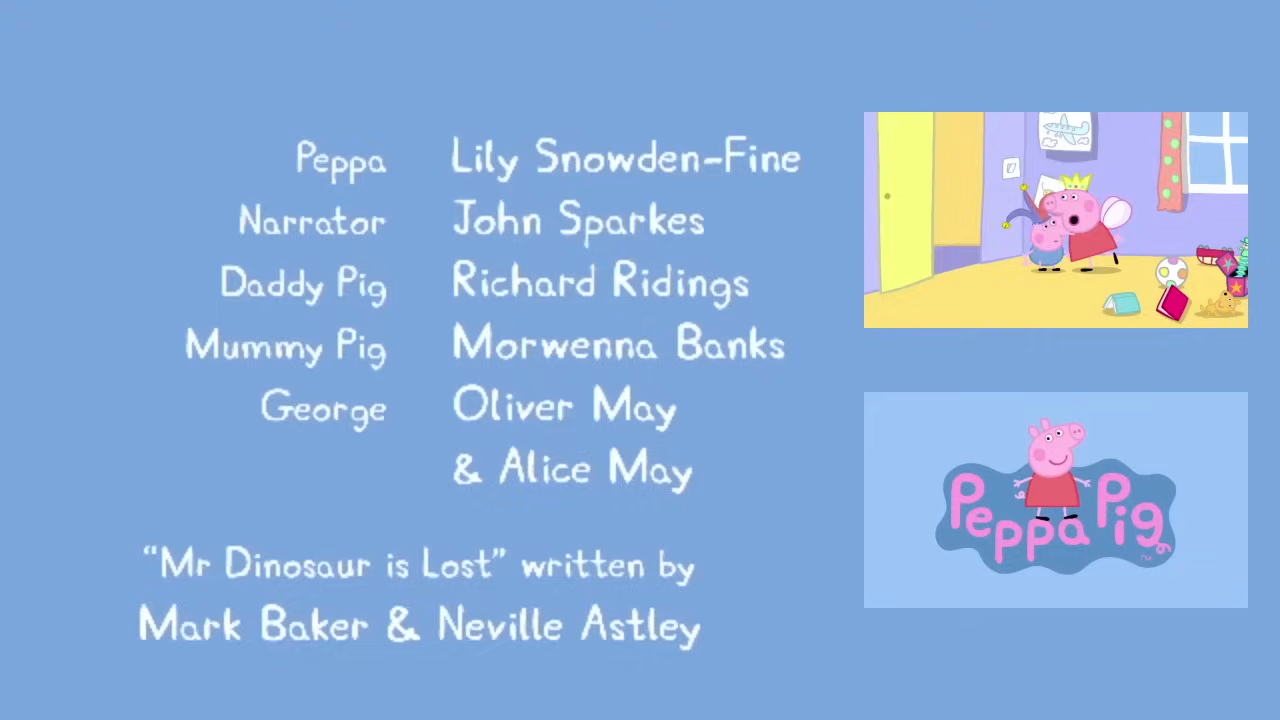 Peppa Lily Snowden-Fine
Narrator John Sparkes
Daddy Pig Richard Ridings
Mummy Pig Morwenna Banks
George Oliver May
& Alice May
“Mr Dinosaur is Lost” written by
Mark Baker & Neville Astley
Peppa Pig
TM